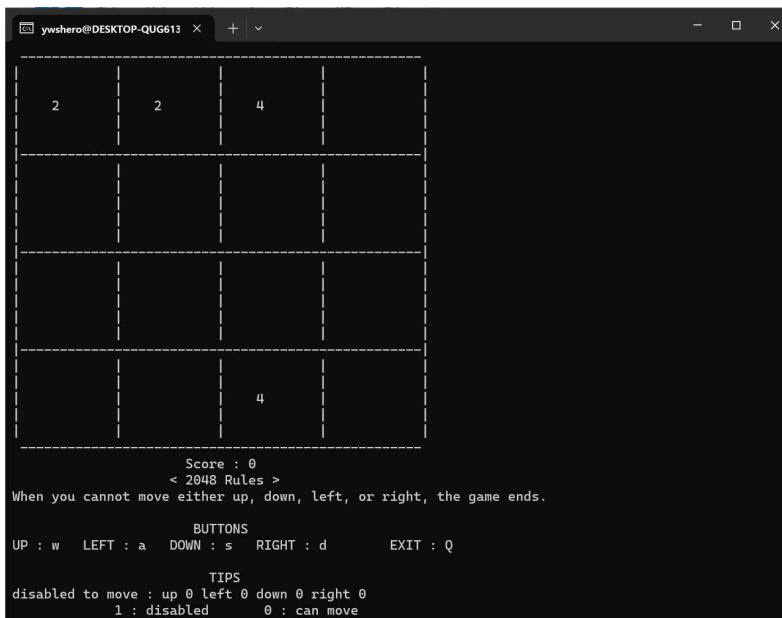 ywshero@DESKTOP-QUG613
2 2 4
4
Score : 0
< 2048 Rules >
When you cannot move either up, down, left, or right, the game ends.
BUTTONS
UP : w LEFT : a DOWN : s RIGHT : d EXIT : Q
TIPS
disabled to move : up 0 left 0 down 0 right 0
1 : disabled 0 : can move